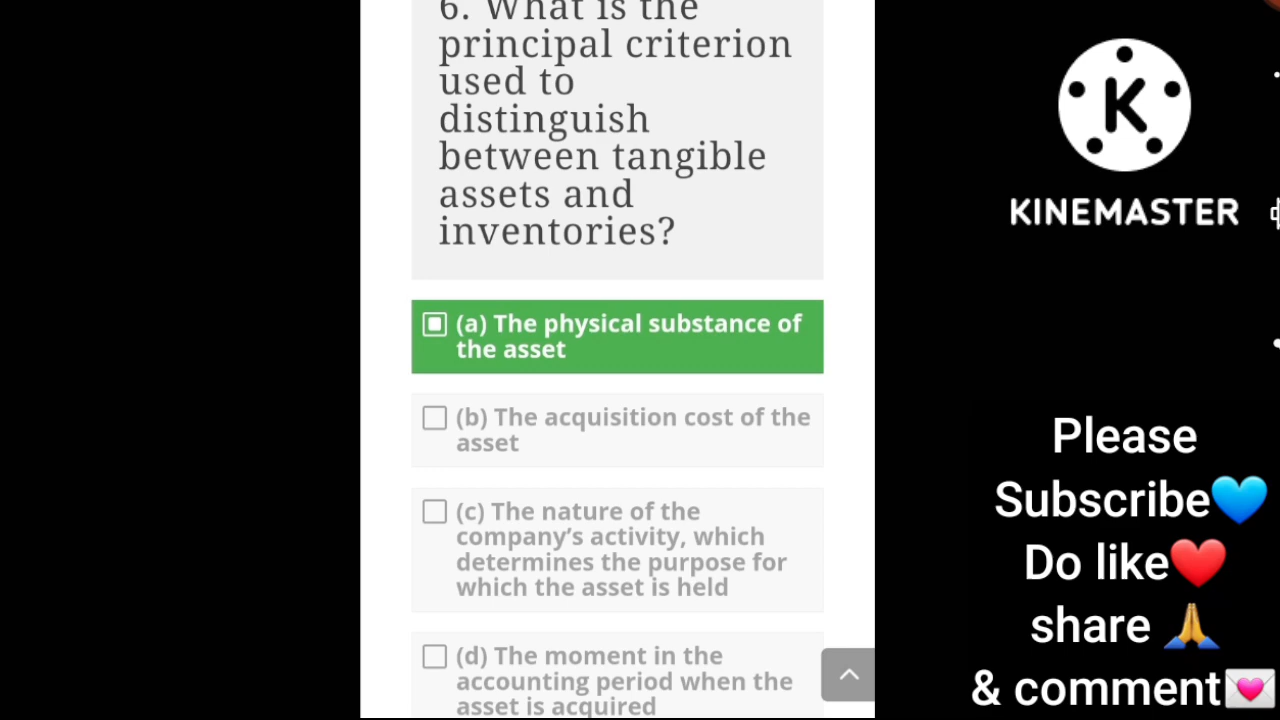 6. What is the
principal criterion
used to
distinguish
between tangible
assets and
inventories?
(a) The physical substance of
the asset
(b) The acquisition cost of the
asset
(c) The nature of the
company’s activity, which
determines the purpose for
which the asset is held
(d) The moment in the
accounting period when the
asset is acquired
K
KINEMASTER
Please
Subscribe💙
Do like❤️
share 🙏
& comment💌